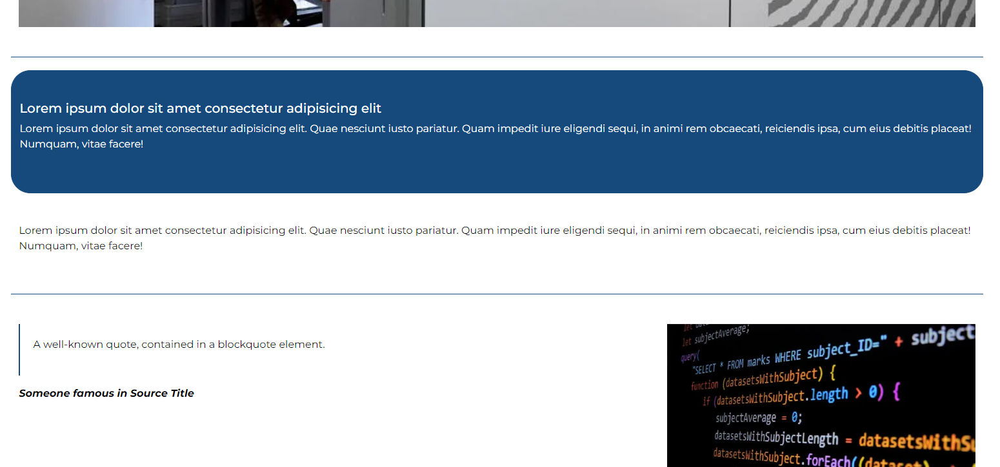 Lorem ipsum dolor sit amet consectetur adipisicing elit
Lorem ipsum dolor sit amet consectetur adipisicing elit. Quae nesciunt iusto pariatur. Quam impedit iure eligendi sequi, in animi rem obcaecati, reiciendis ipsa, cum eius debitis placeat!
Numquam, vitae facere!
Lorem ipsum dolor sit amet consectetur adipisicing elit. Quae nesciunt iusto pariatur. Quam impedit iure eligendi sequi, in animi rem obcaecati, reiciendis ipsa, cum eius debitis placeat!
Numquam, vitae facere!
A well-known quote, contained in a blockquote element.
Someone famous in Source Title
let
let subjectAverage;
query(
"SELECT * FROM marks WHERE subject_ID=" + subject
function (datasetsWithSubject) {
if (datasetsWithSubject.length > 0) {
subjectAverage = 0;
datasetsWithSubjectLength = datasetsWithSu
datasetsWithSubject.forEach((dataset)